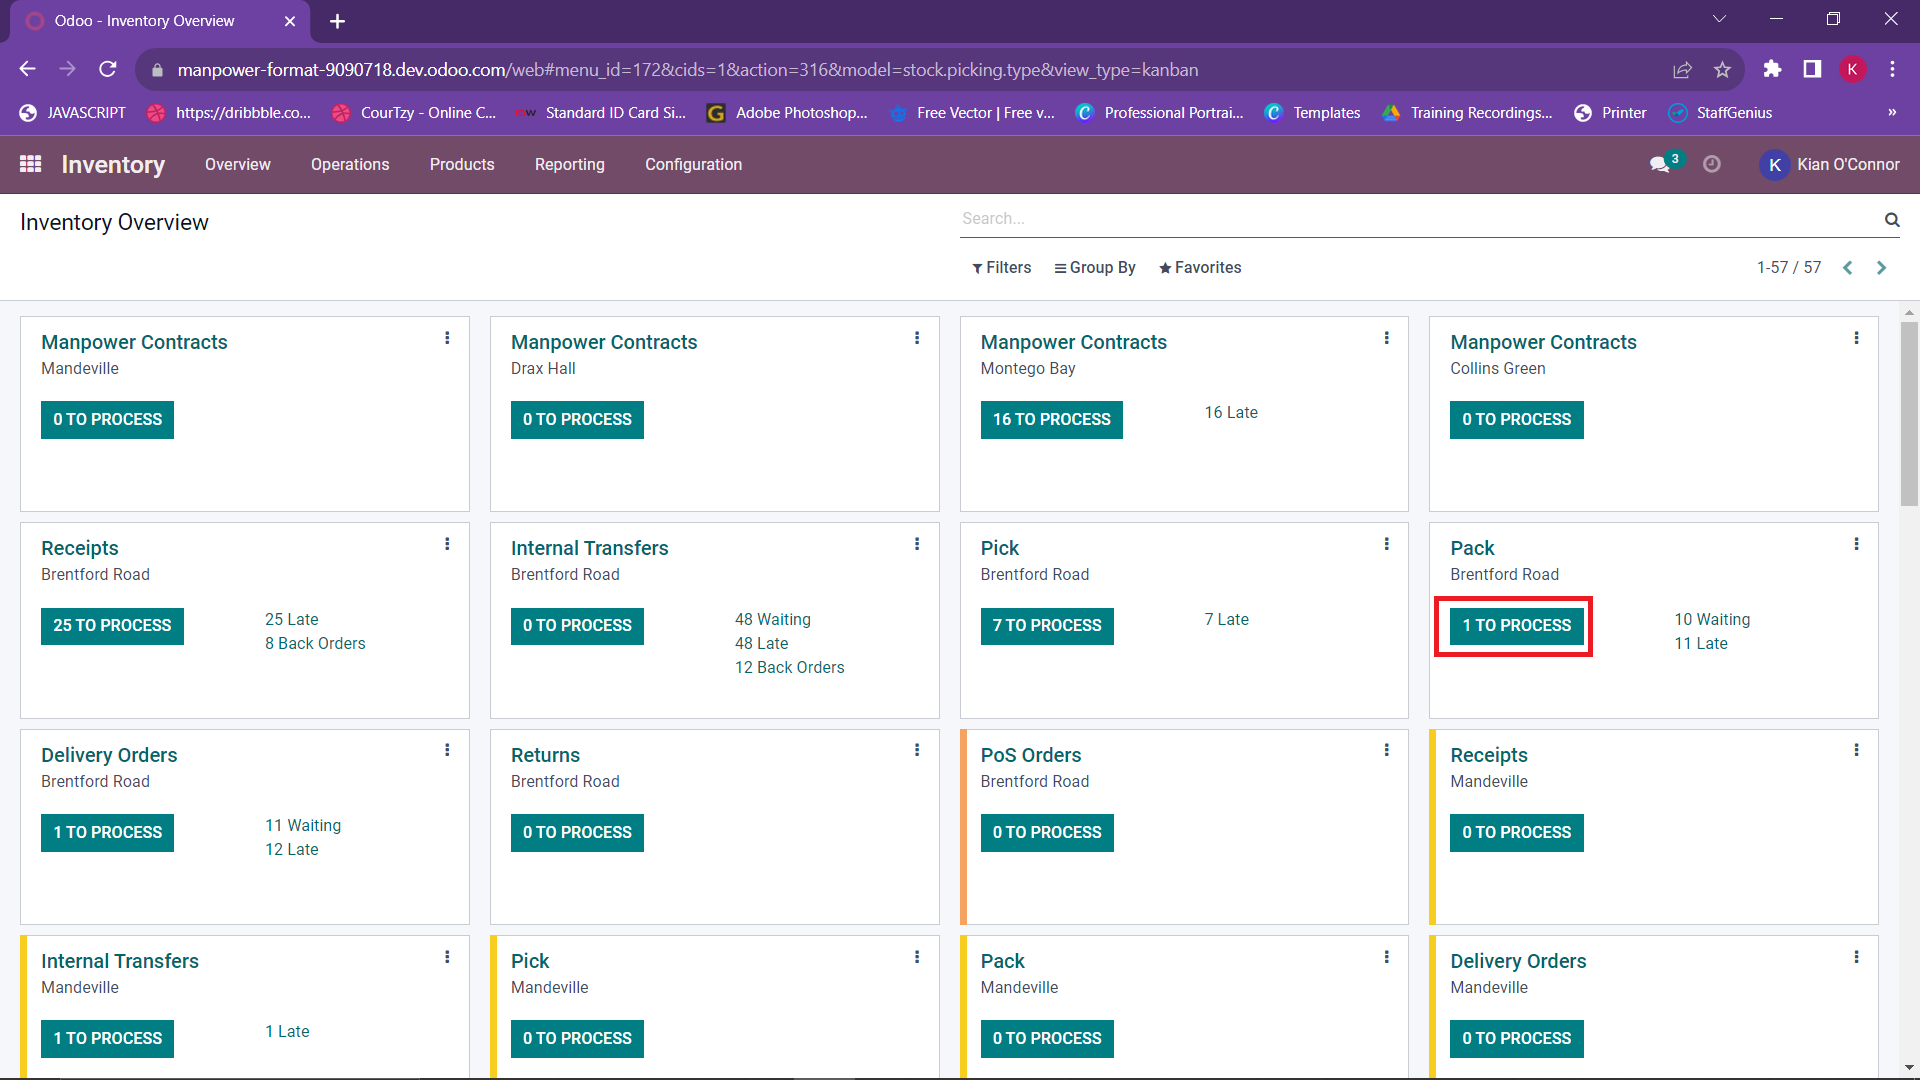 Odoo - Inventory Overview
manpower-format-9090718.dev.odoo.com/web#menu_id=172&cids=1&action=316&model=stock.picking.type&view_type=kanban
K
JAVASCRIPT https://dribbble.co... CourTzy - Online C... Standard ID Card Si... Adobe Photoshop,... Free Vector | Free v... Professional Portrai... Templates Training Recordings... Printer StaffGenius »
Inventory Overview Operations Products Reporting Configuration 3 K Kian O'Connor
Inventory Overview
Search...
Filters Group By Favorites 1-57 / 57
Manpower Contracts
Mandeville
0 TO PROCESS
Manpower Contracts
Drax Hall
0 TO PROCESS
Manpower Contracts
Montego Bay
16 TO PROCESS
16 Late
Manpower Contracts
Collins Green
0 TO PROCESS
Receipts
Brentford Road
25 TO PROCESS
25 Late
8 Back Orders
Internal Transfers
Brentford Road
0 TO PROCESS
48 Waiting
48 Late
12 Back Orders
Pick
Brentford Road
7 TO PROCESS
7 Late
Pack
Brentford Road
1 TO PROCESS
10 Waiting
11 Late
Delivery Orders
Brentford Road
1 TO PROCESS
11 Waiting
12 Late
Returns
Brentford Road
0 TO PROCESS
PoS Orders
Brentford Road
0 TO PROCESS
Receipts
Mandeville
0 TO PROCESS
Internal Transfers
Mandeville
1 TO PROCESS
1 Late
Pick
Mandeville
0 TO PROCESS
Pack
Mandeville
0 TO PROCESS
Delivery Orders
Mandeville
0 TO PROCESS